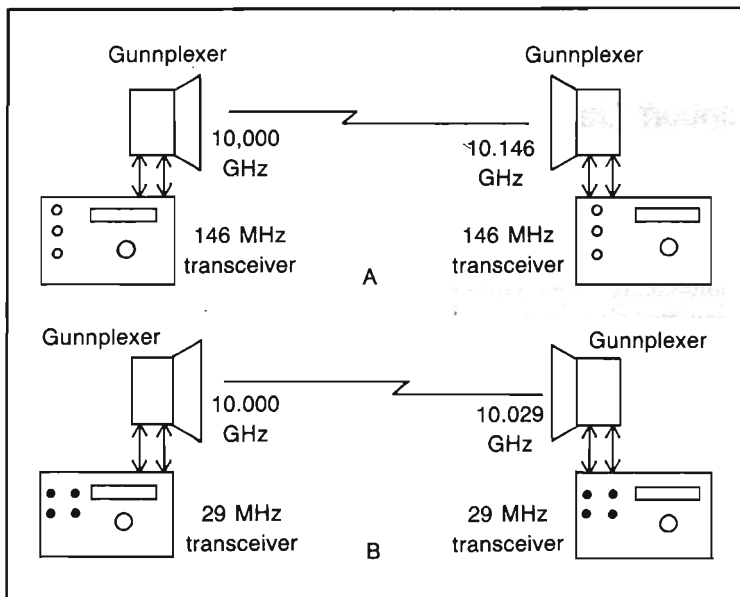 Gunnplexer
Gunnplexer
10,000
GHz
10.146
GHz
146 MHz
transceiver
146 MHz
transceiver
A
Gunnplexer
Gunnplexer
10.000
GHz
10.029
GHz
29 MHz
transceiver
29 MHz
transceiver
B